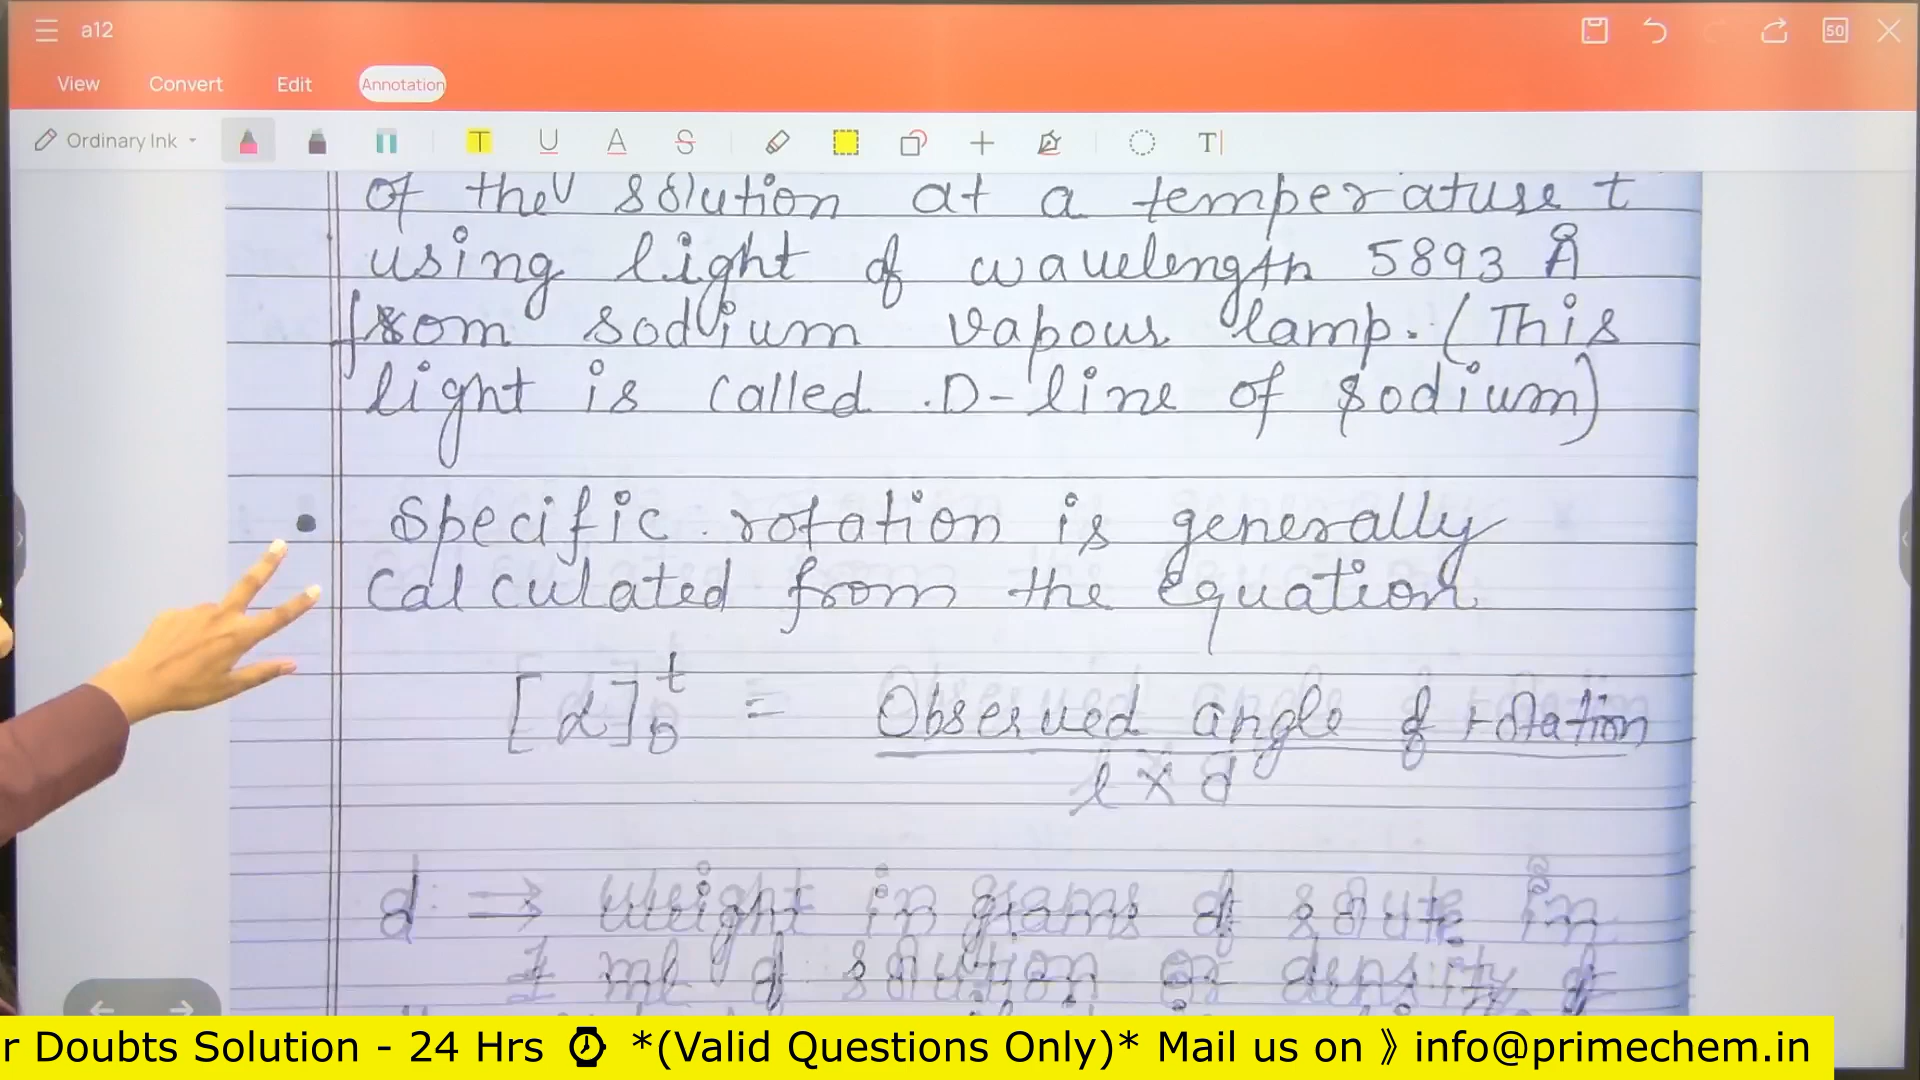 a12
50
View Convert Edit Annotation
Ordinary Ink T U A S T
of the solution at a temperature t
using light of wavelength 5893 Å
from sodium vapour lamp. (This
light is called D-line of sodium)
• Specific rotation is generally
calculated from the equation
[α]ᵗD = Observed angle of rotation
l × d
d ⇒ weight in grams of solute in
1 ml of solution or density of
r Doubts Solution - 24 Hrs ⌚ *(Valid Questions Only)* Mail us on 》info@primechem.in